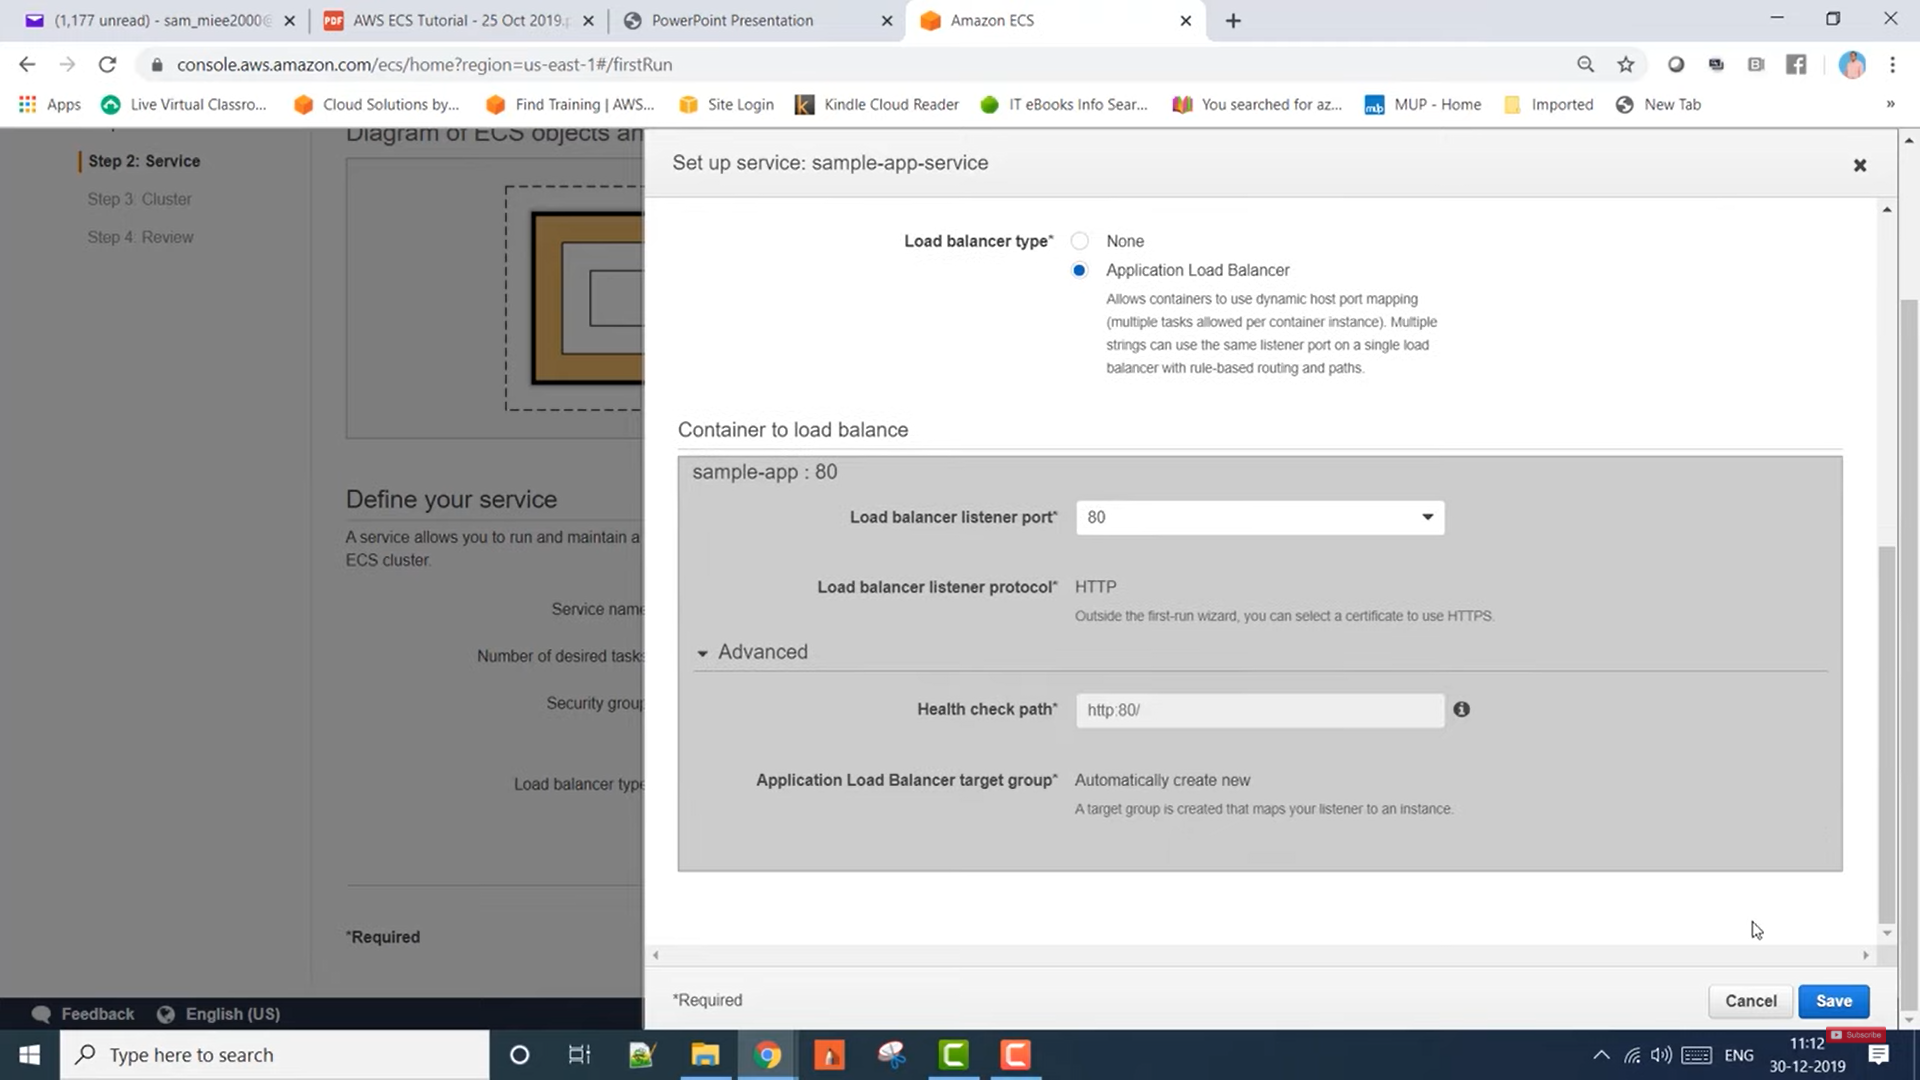 (1,177 unread) - sam_miee2000@
AWS ECS Tutorial - 25 Oct 2019.p
PowerPoint Presentation
Amazon ECS
console.aws.amazon.com/ecs/home?region=us-east-1#/firstRun
Apps
Live Virtual Classro...
Cloud Solutions by...
Find Training | AWS...
Site Login
Kindle Cloud Reader
IT eBooks Info Sear...
You searched for az...
MUP - Home
Imported
New Tab
»
Diagram of ECS objects an
Step 2: Service
Step 3: Cluster
Step 4: Review
Define your service
A service allows you to run and maintain a
ECS cluster.
Service name
Number of desired tasks
Security group
Load balancer type
*Required
Set up service: sample-app-service
Load balancer type*
None
Application Load Balancer
Allows containers to use dynamic host port mapping
(multiple tasks allowed per container instance). Multiple
strings can use the same listener port on a single load
balancer with rule-based routing and paths.
Container to load balance
sample-app : 80
Load balancer listener port*
80
Load balancer listener protocol*
HTTP
Outside the first-run wizard, you can select a certificate to use HTTPS.
Advanced
Health check path*
http:80/
Application Load Balancer target group*
Automatically create new
A target group is created that maps your listener to an instance.
*Required
Cancel
Save
Feedback
English (US)
Subscribe
Type here to search
ENG
11:12
30-12-2019